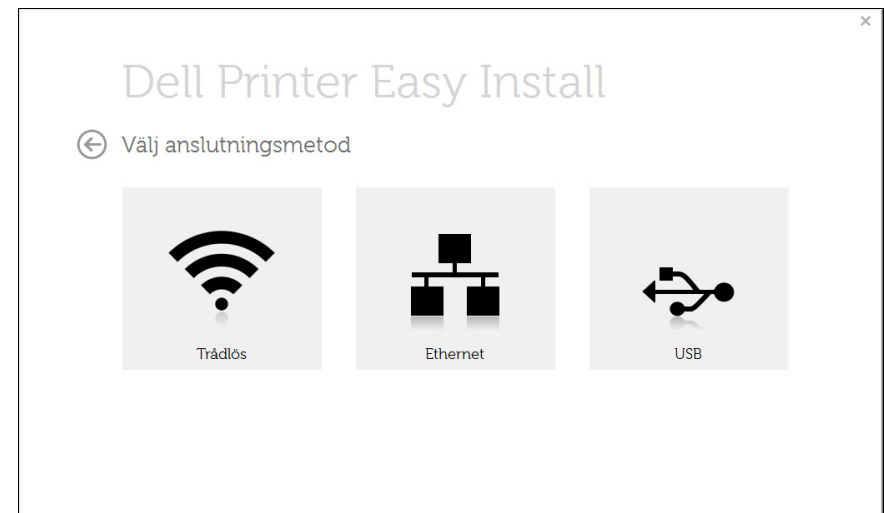 Dell Printer Easy Install
Välj anslutningsmetod
Trådlös
Ethernet
USB